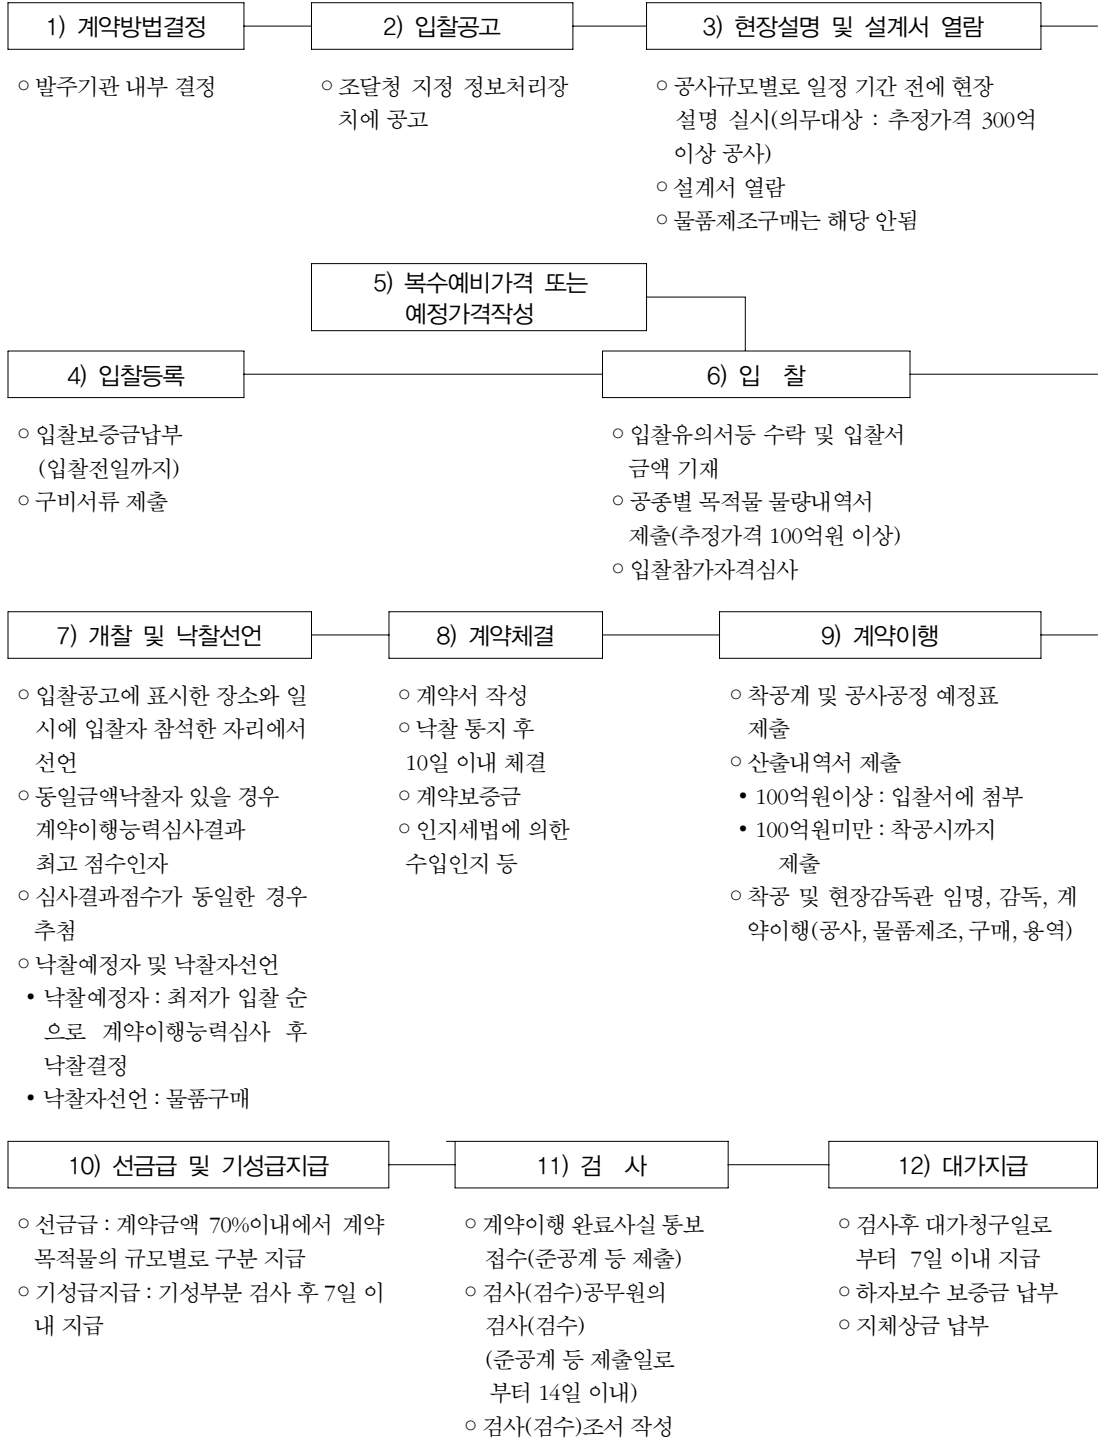 1) 계약방법결정
○ 발주기관 내부 결정
2) 입찰공고
○ 조달청 지정 정보처리장
치에 공고
3) 현장설명 및 설계서 열람
○ 공사규모별로 일정 기간 전에 현장
설명 실시(의무대상 : 추정가격 300억
이상 공사)
○ 설계서 열람
○ 물품제조구매는 해당 안됨
4) 입찰등록
○ 입찰보증금납부
(입찰전일까지)
○ 구비서류 제출
5) 복수예비가격 또는
예정가격작성
6) 입 찰
○ 입찰유의서등 수락 및 입찰서
금액 기재
○ 공종별 목적물 물량내역서
제출(추정가격 100억원 이상)
○ 입찰참가자격심사
7) 개찰 및 낙찰선언
○ 입찰공고에 표시한 장소와 일
시에 입찰자 참석한 자리에서
선언
○ 동일금액낙찰자 있을 경우
계약이행능력심사결과
최고 점수인자
○ 심사결과점수가 동일한 경우
추첨
○ 낙찰예정자 및 낙찰자선언
• 낙찰예정자 : 최저가 입찰 순
으로 계약이행능력심사 후
낙찰결정
• 낙찰자선언 : 물품구매
8) 계약체결
○ 계약서 작성
○ 낙찰 통지 후
10일 이내 체결
○ 계약보증금
○ 인지세법에 의한
수입인지 등
9) 계약이행
○ 착공계 및 공사공정 예정표
제출
○ 산출내역서 제출
• 100억원이상 : 입찰서에 첨부
• 100억원미만 : 착공시까지
제출
○ 착공 및 현장감독관 임명, 감독, 계
약이행(공사, 물품제조, 구매, 용역)
10) 선금급 및 기성급지급
○ 선금급 : 계약금액 70%이내에서 계약
목적물의 규모별로 구분 지급
○ 기성급지급 : 기성부분 검사 후 7일 이
내 지급
11) 검 사
○ 계약이행 완료사실 통보
접수(준공계 등 제출)
○ 검사(검수)공무원의
검사(검수)
(준공계 등 제출일로
부터 14일 이내)
○ 검사(검수)조서 작성
12) 대가지급
○ 검사후 대가청구일로
부터 7일 이내 지급
○ 하자보수 보증금 납부
○ 지체상금 납부